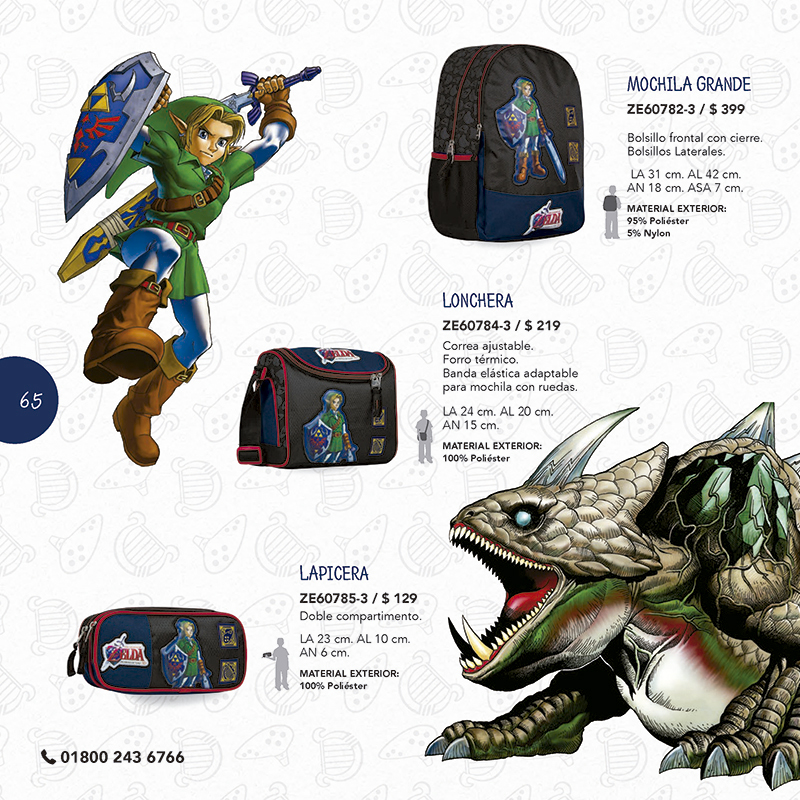 MOCHILA GRANDE
ZE60782-3 / $ 399
Bolsillo frontal con cierre.
Bolsillos Laterales.
LA 31 cm. AL 42 cm.
AN 18 cm. ASA 7 cm.
MATERIAL EXTERIOR:
95% Poliéster
5% Nylon
ZELDA
LONCHERA
ZE60784-3 / $ 219
Correa ajustable.
Forro térmico.
Banda elástica adaptable
para mochila con ruedas.
LA 24 cm. AL 20 cm.
AN 15 cm.
MATERIAL EXTERIOR:
100% Poliéster
ZELDA
65
LAPICERA
ZE60785-3 / $ 129
Doble compartimento.
LA 23 cm. AL 10 cm.
AN 6 cm.
MATERIAL EXTERIOR:
100% Poliéster
ZELDA
01800 243 6766